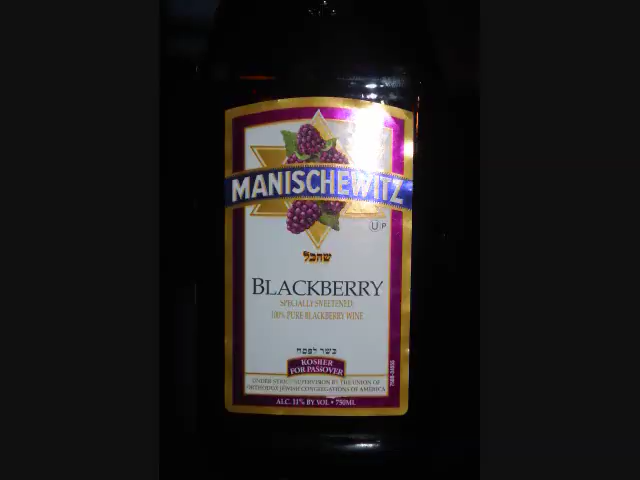 MANISCHEWITZ
U P
שהכל
BLACKBERRY
SPECIALLY SWEETENED
100% PURE BLACKBERRY WINE
כשר לפסח
KOSHER
FOR PASSOVER
UNDER STRICT SUPERVISION BY THE UNION OF
ORTHODOX JEWISH CONGREGATIONS OF AMERICA
ALC. 11% BY VOL • 750ML